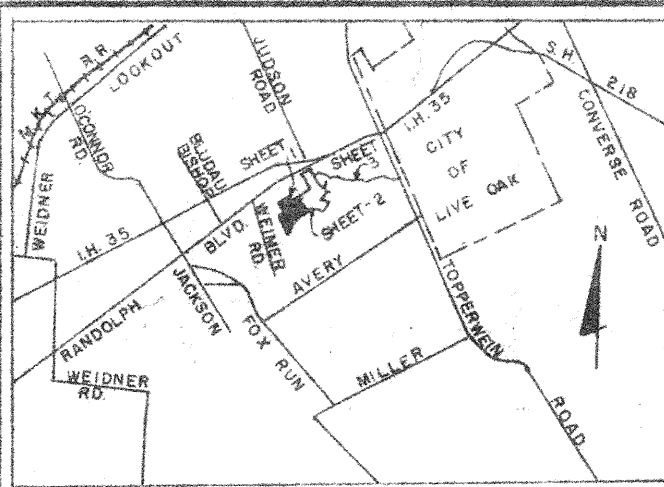 M.K.T. R.R.
LOOKOUT
O'CONNOR
RD.
WEIDNER
JUDSON
ROAD
BLUDAU
BISHOP
SHEET
SHEET
3
I.H. 35
S.H. 218
CONVERSE
ROAD
CITY
OF
LIVE OAK
I.H. 35
BLVD.
WEIMER
RD.
SHEET-2
RANDOLPH
JACKSON
AVERY
N
WEIDNER
RD.
FOX RUN
MILLER
TOPPERWEIN
ROAD